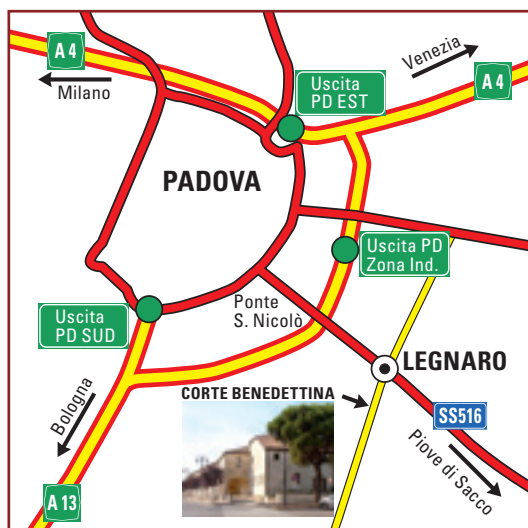 A 4
Milano
Uscita
PD EST
Venezia
A 4
PADOVA
Uscita PD
Zona Ind.
Ponte
S. Nicolò
Uscita
PD SUD
LEGNARO
CORTE BENEDETTINA
Bologna
SS516
Piove di Sacco
A 13